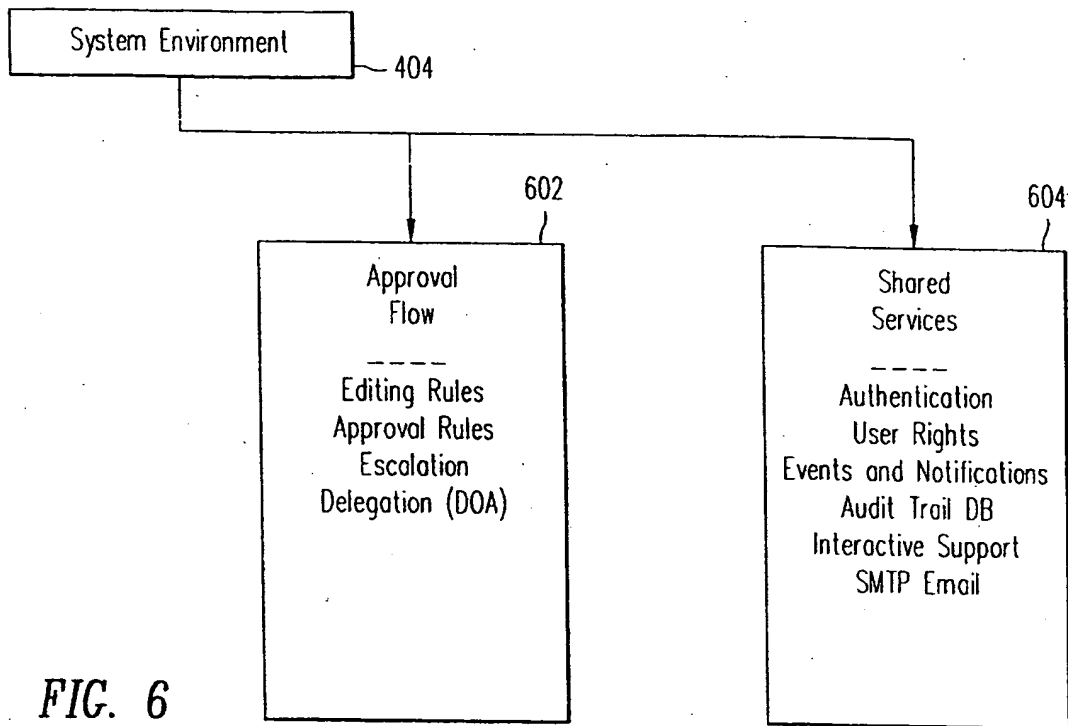 System Environment
404
602
Approval
Flow
----
Editing Rules
Approval Rules
Escalation
Delegation (DOA)
604
Shared
Services
----
Authentication
User Rights
Events and Notifications
Audit Trail DB
Interactive Support
SMTP Email
FIG. 6